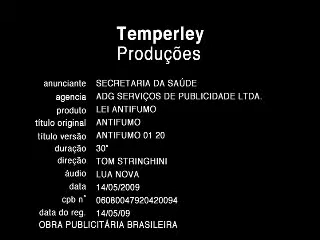 Temperley
Produções
anunciante SECRETARIA DA SAÚDE
agencia ADG SERVIÇOS DE PUBLICIDADE LTDA.
produto LEI ANTIFUMO
título original ANTIFUMO
título versão ANTIFUMO 01 20
duração 30"
direção TOM STRINGHINI
áudio LUA NOVA
data 14/05/2009
cpb n° 06080047920420094
data do reg. 14/05/09
OBRA PUBLICITÁRIA BRASILEIRA